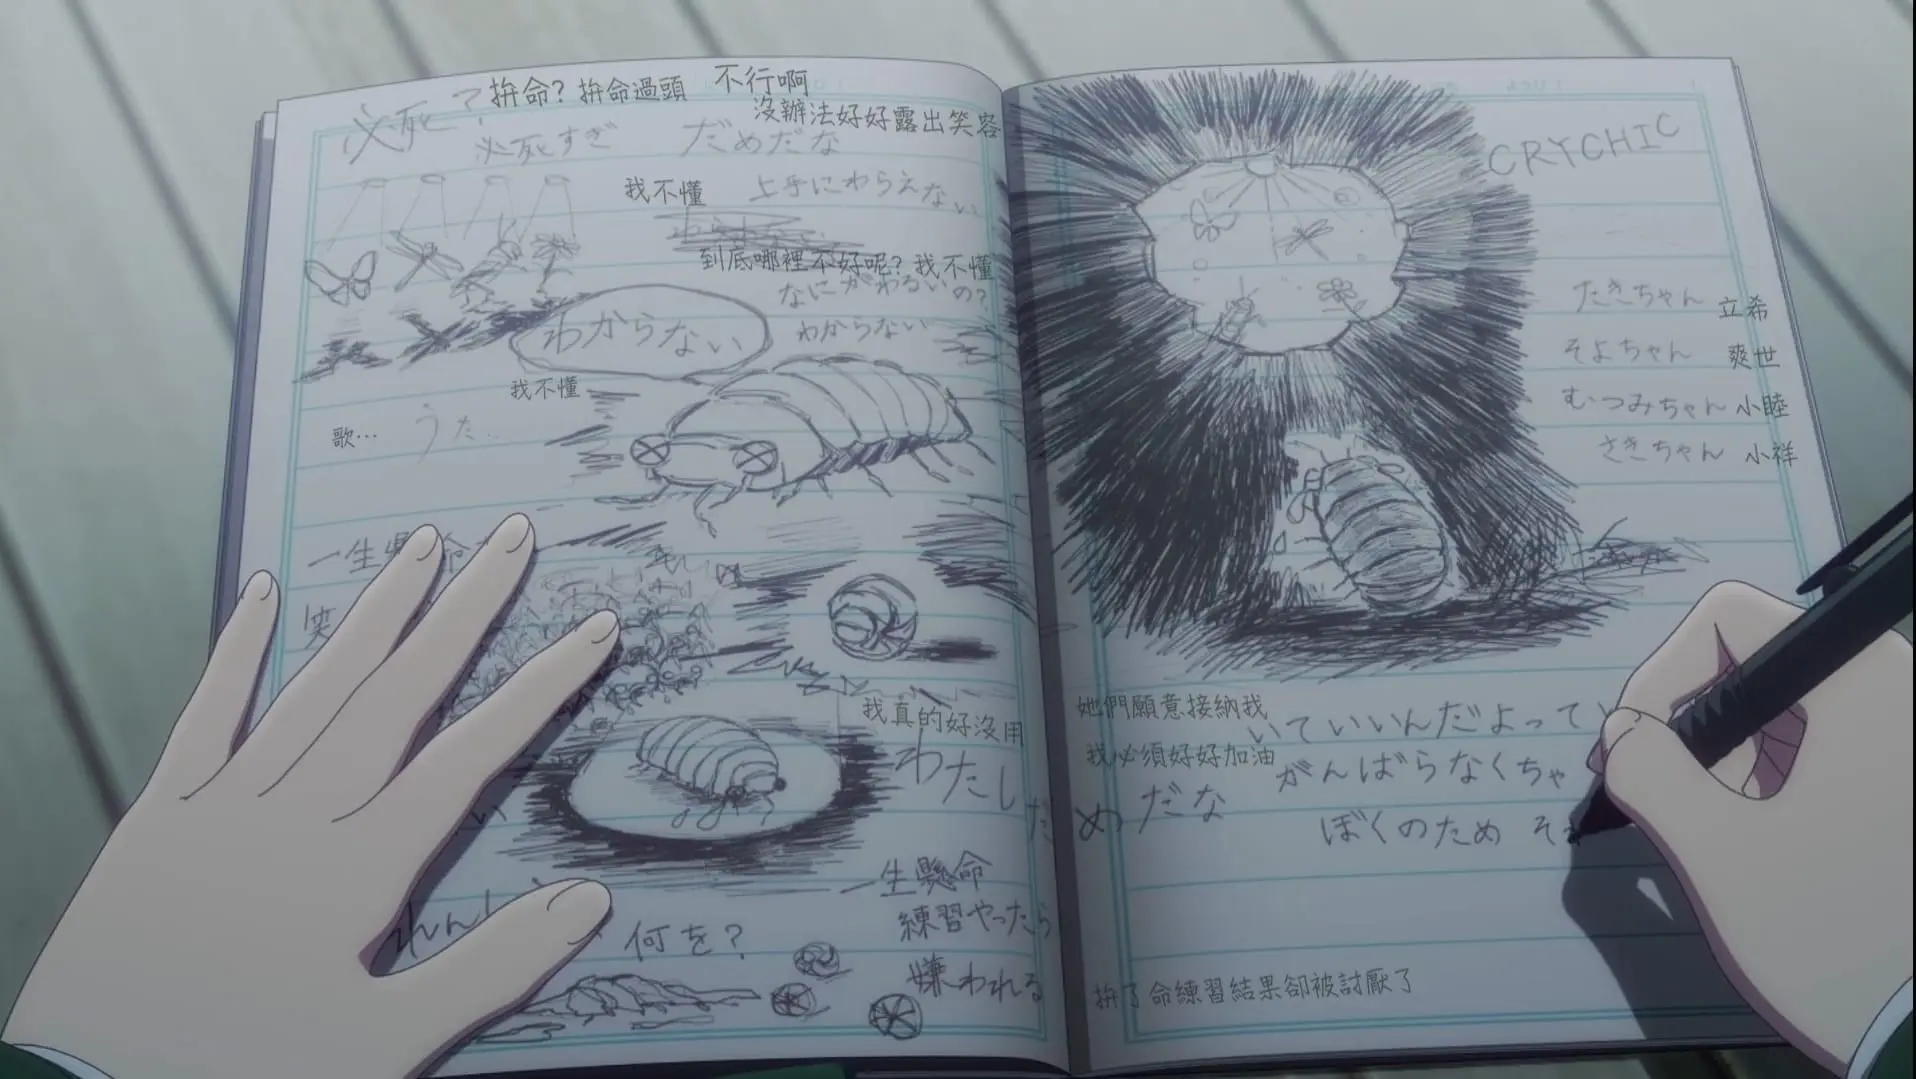 拚命? 拚命過頭
不行啊
沒辦法好好露出笑容
必死?
必死すぎ
だめだな
我不懂
上手にわらえない
到底哪裡不好呢? 我不懂
なにがわるいの?
わからない
わからない
我不懂
歌…
うた…
一生懸命
笑
我真的好沒用
わたし
だめだな
一生懸命
練習やったら
嫌われる
何を?
CRYCHIC
たきちゃん 立希
そよちゃん 爽世
むつみちゃん 小睦
さきちゃん 小祥
她們願意接納我
いていいんだよって
我必須好好加油
がんばらなくちゃ
ぼくのため
拚了命練習結果卻被討厭了